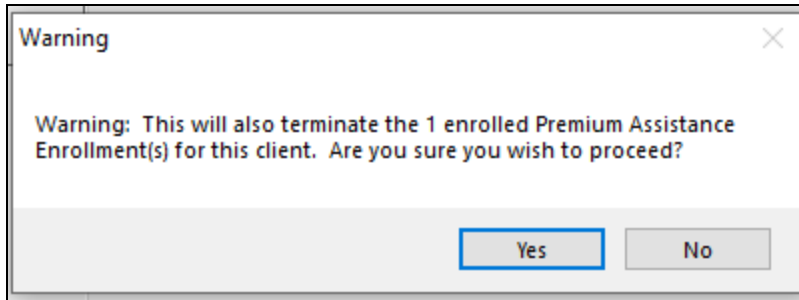 Warning
Warning:  This will also terminate the 1 enrolled Premium Assistance
Enrollment(s) for this client.  Are you sure you wish to proceed?
Yes
No